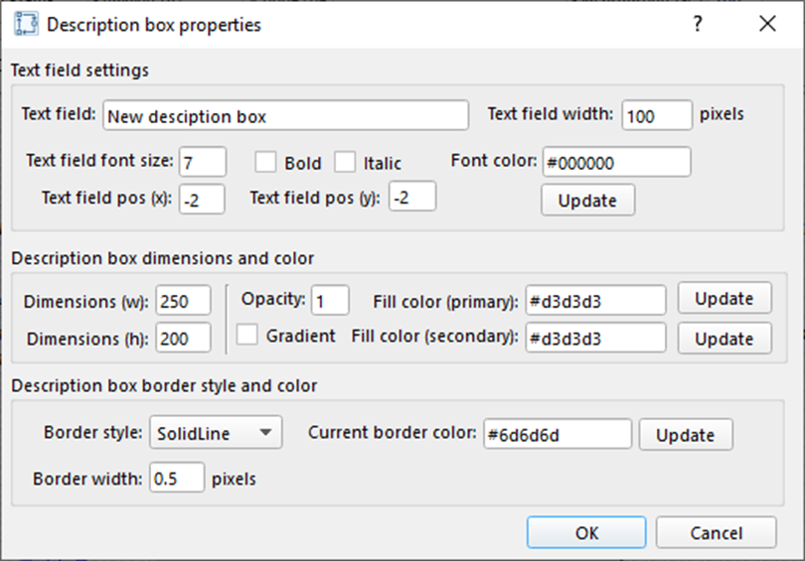 Description box properties ?
Text field settings
Text field: New desciption box Text field width: 100 pixels
Text field font size: 7 Bold Italic Font color: #000000
Text field pos (x): -2 Text field pos (y): -2 Update
Description box dimensions and color
Dimensions (w): 250 Opacity: 1 Fill color (primary): #d3d3d3 Update
Dimensions (h): 200 Gradient Fill color (secondary): #d3d3d3 Update
Description box border style and color
Border style: SolidLine Current border color: #6d6d6d Update
Border width: 0.5 pixels
OK Cancel